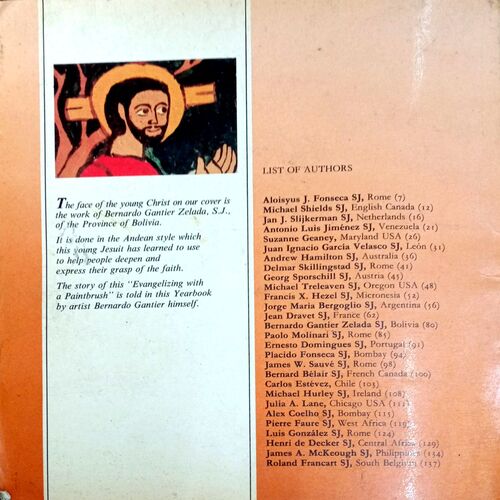 The face of the young Christ on our cover is
the work of Bernardo Gantier Zelada, S.J.,
of the Province of Bolivia.
It is done in the Andean style which
this young Jesuit has learned to use
to help people deepen and
express their grasp of the faith.
The story of this "Evangelizing with
a Paintbrush" is told in this Yearbook
by artist Bernardo Gantier himself.
LIST OF AUTHORS
Aloisyus J. Fonseca SJ, Rome (7)
Michael Shields SJ, English Canada (12)
Jan J. Slijkerman SJ, Netherlands (16)
Antonio Luis Jiménez SJ, Venezuela (21)
Suzanne Geaney, Maryland USA (26)
Juan Ignacio Garcia Velasco SJ, León (31)
Andrew Hamilton SJ, Australia (36)
Delmar Skillingstad SJ, Rome (41)
Georg Sporschill SJ, Austria (45)
Michael Treleaven SJ, Oregon USA (48)
Francis X. Hezel SJ, Micronesia (52)
Jorge Maria Bergoglio SJ, Argentina (56)
Jean Dravet SJ, France (62)
Bernardo Gantier Zelada SJ, Bolivia (80)
Paolo Molinari SJ, Rome (85)
Ernesto Domingues SJ, Portugal (91)
Placido Fonseca SJ, Bombay (94)
James W. Sauvé SJ, Rome (98)
Bernard Bélair SJ, French Canada (100)
Carlos Estévez, Chile (103)
Michael Hurley SJ, Ireland (108)
Julia A. Lane, Chicago USA (111)
Alex Coelho SJ, Bombay (115)
Pierre Faure SJ, West Africa (119)
Luis González SJ, Rome (124)
Henri de Decker SJ, Central Africa (129)
James A. McKeough SJ, Philippines (134)
Roland Francart SJ, South Belgium (137)